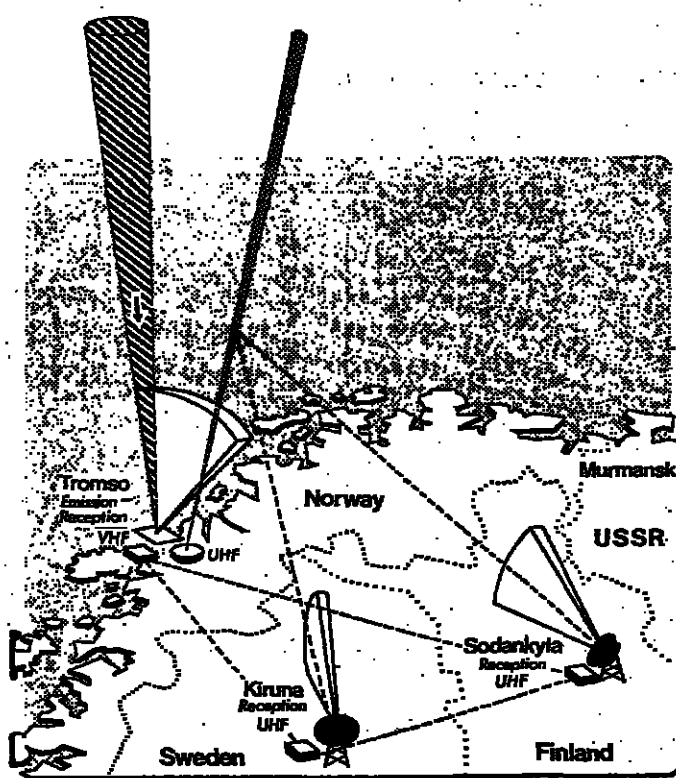 Tromso
Emission
Reception
VHF
UHF
Norway
Murmansk
USSR
Sodankyla
Reception
UHF
Kiruna
Reception
UHF
Sweden
Finland